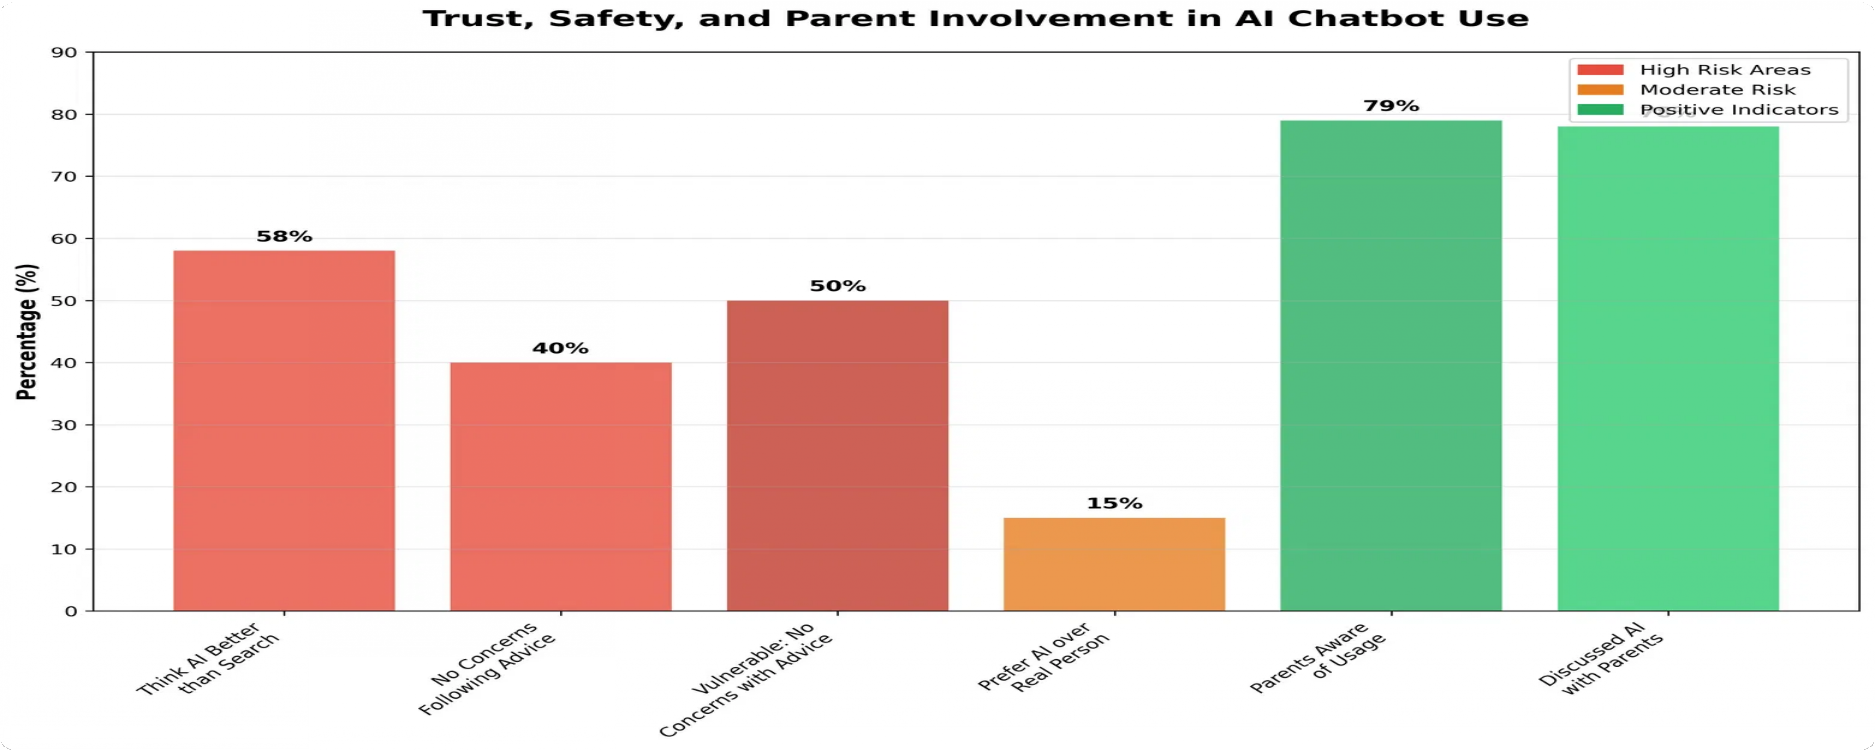 Trust, Safety, and Parent Involvement in AI Chatbot Use
High Risk Areas
Moderate Risk
Positive Indicators
Percentage (%)
90
80
70
60
50
40
30
20
10
0
58%
40%
50%
15%
79%
Think AI Better
than Search
No Concerns
Following Advice
Vulnerable: No
Concerns with Advice
Prefer AI over
Real Person
Parents Aware
of Usage
Discussed AI
with Parents